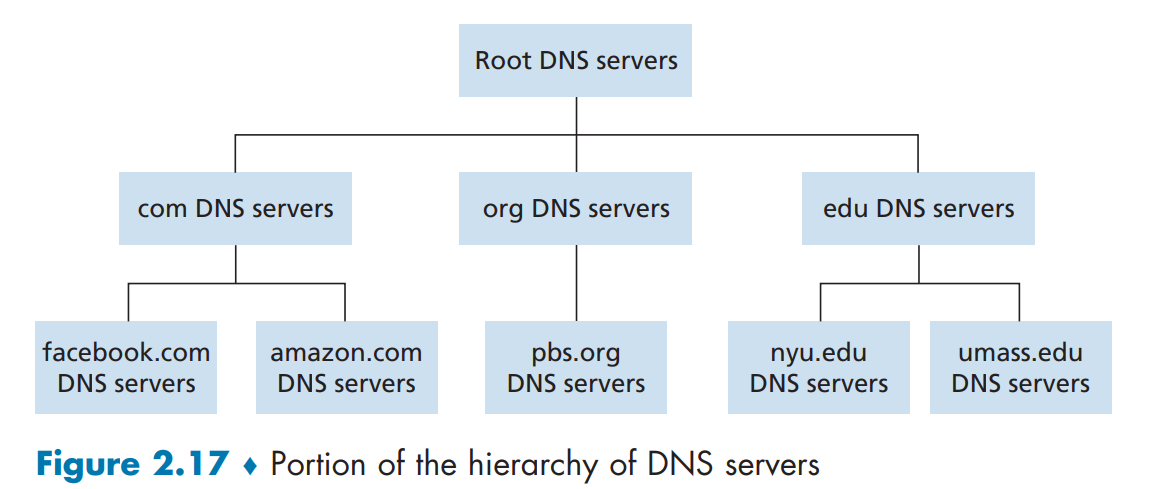 Root DNS servers
com DNS servers
org DNS servers
edu DNS servers
facebook.com
DNS servers
amazon.com
DNS servers
pbs.org
DNS servers
nyu.edu
DNS servers
umass.edu
DNS servers
Figure 2.17 ♦ Portion of the hierarchy of DNS servers